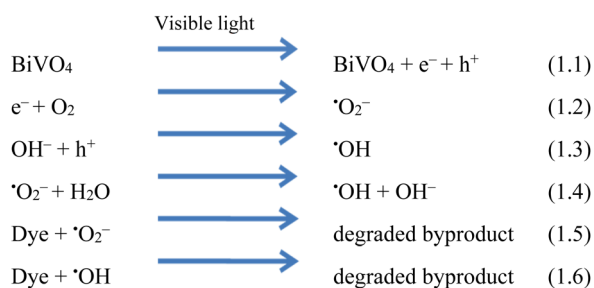 Visible light
BiVO₄ → BiVO₄ + e⁻ + h⁺ (1.1)
e⁻ + O₂ → •O₂⁻ (1.2)
OH⁻ + h⁺ → •OH (1.3)
•O₂⁻ + H₂O → •OH + OH⁻ (1.4)
Dye + •O₂⁻ → degraded byproduct (1.5)
Dye + •OH → degraded byproduct (1.6)